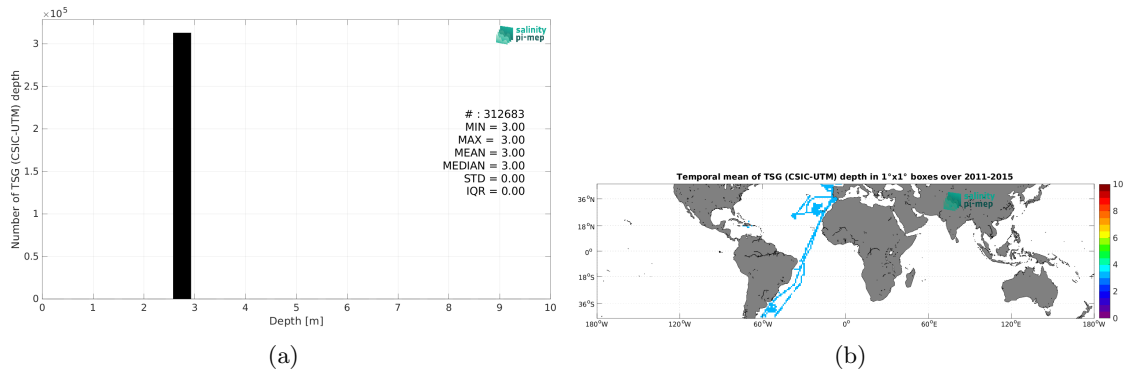 ×10^5
salinity
pi-mep
Number of TSG (CSIC-UTM) depth
3
2.5
2
1.5
1
0.5
0
# : 312683
MIN = 3.00
MAX = 3.00
MEAN = 3.00
MEDIAN = 3.00
STD = 0.00
IQR = 0.00
0 1 2 3 4 5 6 7 8 9 10
Depth [m]
(a)
Temporal mean of TSG (CSIC-UTM) depth in 1°x1° boxes over 2011-2015
36°N
18°N
0°
18°S
36°S
180°W 120°W 60°W 0° 60°E 120°E 180°W
salinity
pi-mep
10
8
6
4
2
0
(b)